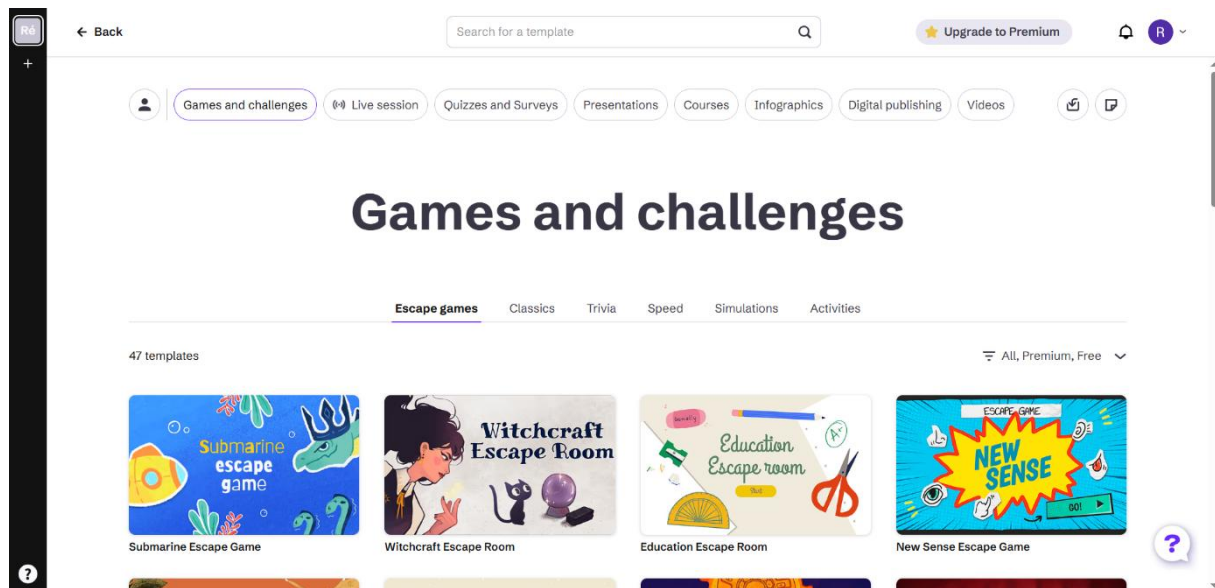 Ré
← Back
Search for a template
Upgrade to Premium
R
+
Games and challenges
Live session
Quizzes and Surveys
Presentations
Courses
Infographics
Digital publishing
Videos
Games and challenges
Escape games
Classics
Trivia
Speed
Simulations
Activities
47 templates
All, Premium, Free
Submarine
escape
game
Witchcraft
Escape Room
Education
Escape room
A+
ESCAPE GAME
NEW
SENSE
GO!
Submarine Escape Game
Witchcraft Escape Room
Education Escape Room
New Sense Escape Game
?
?